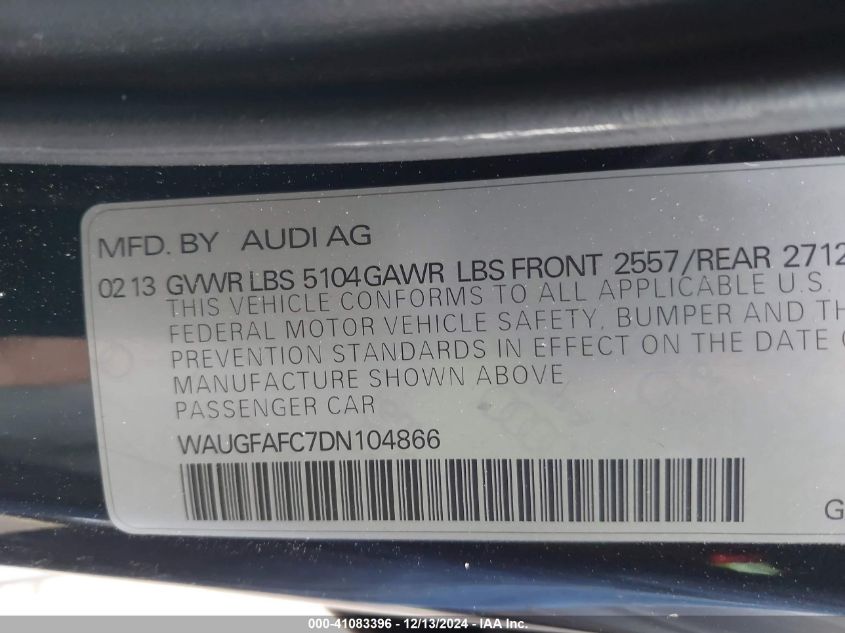 MFD. BY AUDI AG
02 13 GVWR LBS 5104 GAWR LBS FRONT 2557/REAR 2712
THIS VEHICLE CONFORMS TO ALL APPLICABLE U.S.
FEDERAL MOTOR VEHICLE SAFETY, BUMPER AND TH
PREVENTION STANDARDS IN EFFECT ON THE DATE O
MANUFACTURE SHOWN ABOVE
PASSENGER CAR
WAUGFAFC7DN104866
G
000-41083396 - 12/13/2024 - © IAA, Inc.